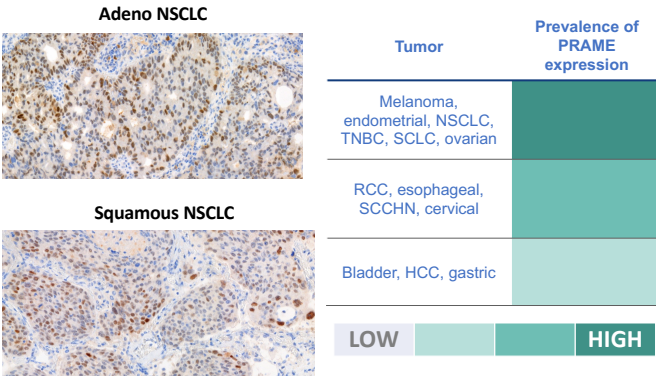 Adeno NSCLC
Squamous NSCLC
Tumor
Prevalence of
PRAME
expression
Melanoma,
endometrial, NSCLC,
TNBC, SCLC, ovarian
RCC, esophageal,
SCCHN, cervical
Bladder, HCC, gastric
LOW
HIGH